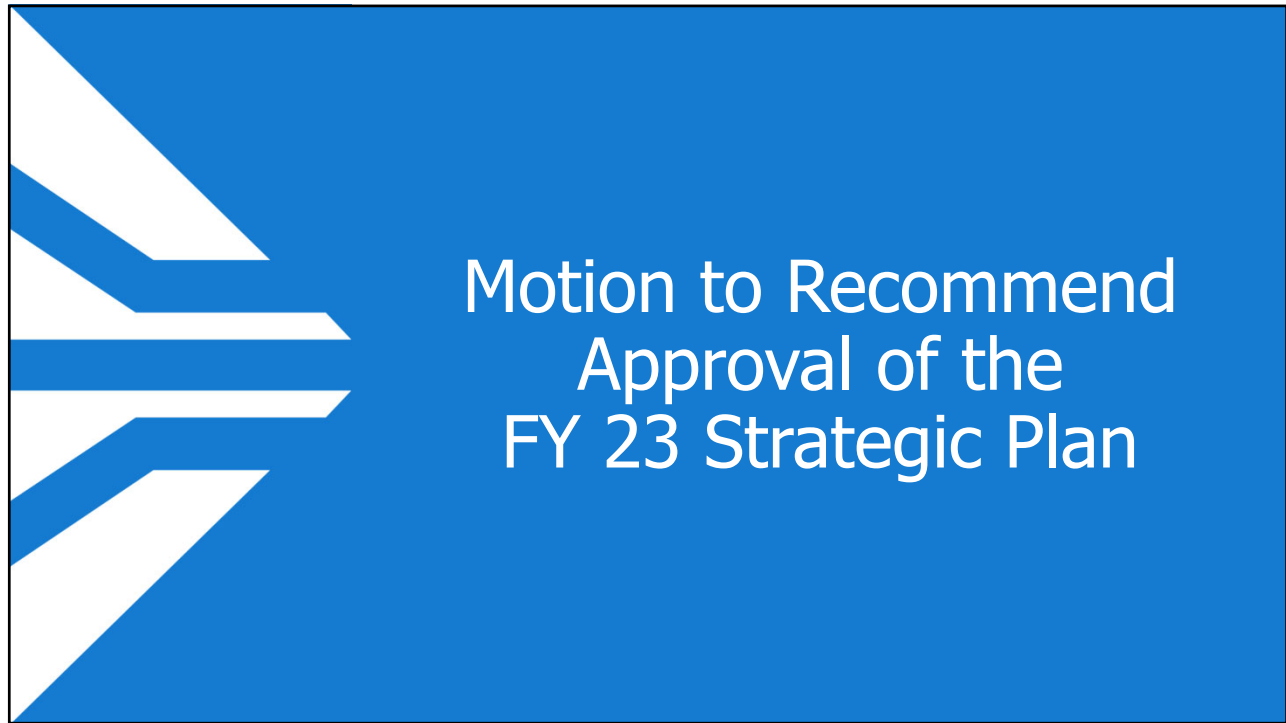 Motion to Recommend
Approval of the
FY 23 Strategic Plan